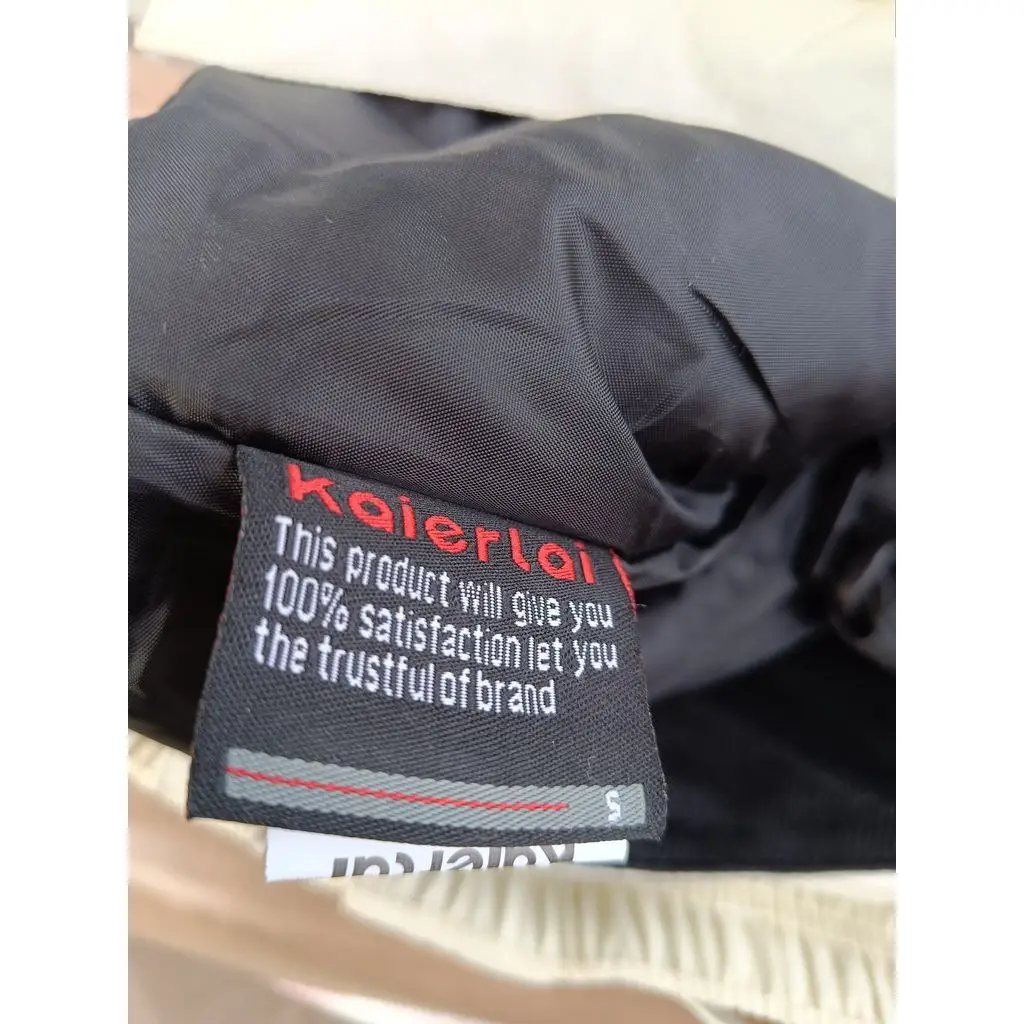 Kaierlai
This product will give you
100% satisfaction let you
the trustful of brand
S